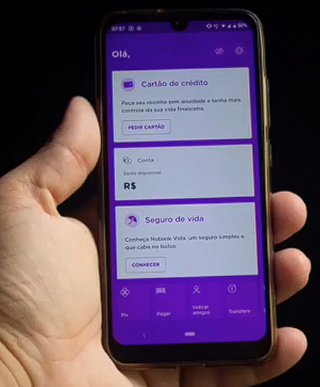 07:57
Olá,
Cartão de crédito
Peça seu roxinho sem anuidade e tenha mais
controle da sua vida financeira.
PEDIR CARTÃO
Conta
Saldo disponível
R$
Seguro de vida
Conheça Nubank Vida: um seguro simples e
que cabe no bolso.
CONHECER
Pix
Pagar
Indicar
amigos
Transferir